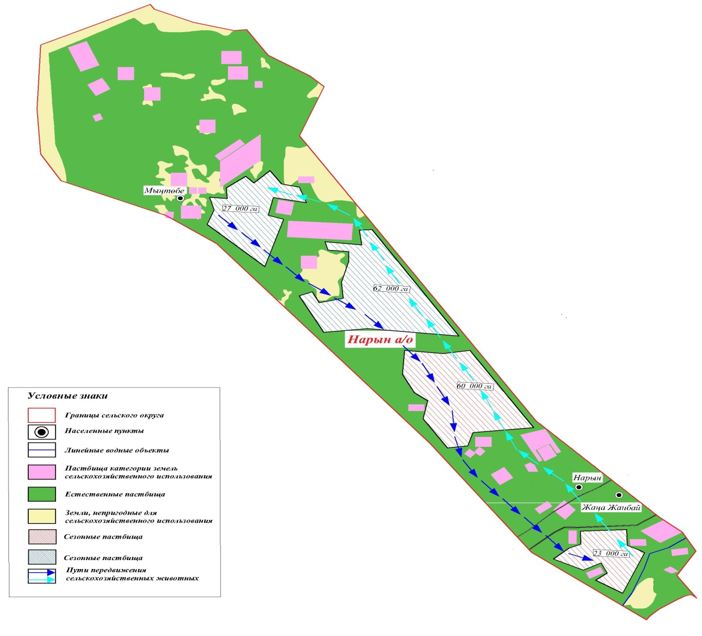 Мыңтөбе
27 000 га
62 000 га
Нарын а/о
60 000 га
Нарын
Жаңа Жанбай
23 000 га
Условные знаки
Границы сельского округа
Населенные пункты
Линейные водные объекты
Пастбища категории земель
сельскохозяйственного использования
Естественные пастбища
Земли, непригодные для
сельскохозяйственного использования
Сезонные пастбища
Сезонные пастбища
Пути передвижения
сельскохозяйственных животных